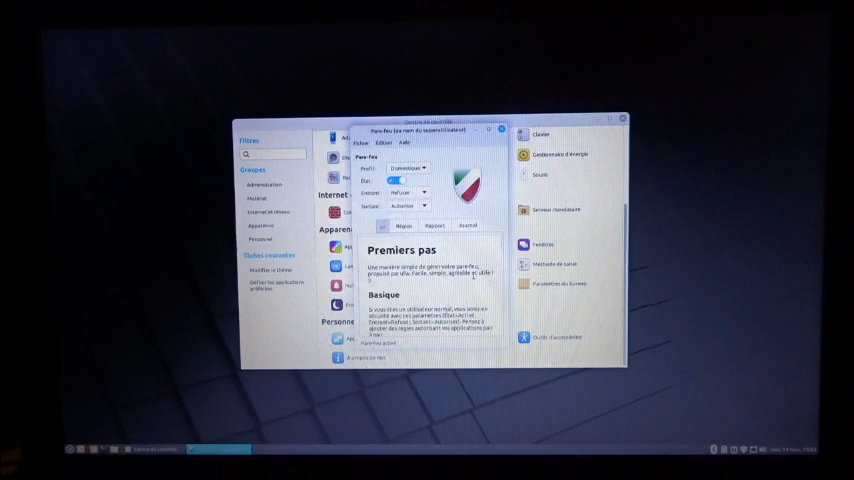 Centre de contrôle
Pare-feu (au nom du superutilisateur)
Fichier Édition Aide
Pare-feu
Profil : Domestique
État :
Entrant : Refuser
Sortant : Autoriser
Règles Rapport Journal
Premiers pas
Une manière simple de gérer votre pare-feu,
propulsé par ufw. Facile, simple, agréable et utile !
:)
Basique
Si vous êtes un utilisateur normal, vous serez en
sécurité avec ces paramètres (État=Activé,
Entrant=Refuser, Sortant=Autoriser). Pensez à
ajouter des règles autorisant vos applications pair
à pair
Pare-feu activé
Filtres
Groupes
Administration
Matériel
Internet et réseau
Apparence
Personnel
Tâches courantes
Modifier le thème
Définir les applications
préférées
Internet
Apparen
Personne
À propos de moi
Clavier
Gestionnaire d'énergie
Souris
Serveur mandataire
Fenêtres
Méthode de saisie
Paramètres du bureau
Outils d'accessibilité
Centre de contrôle